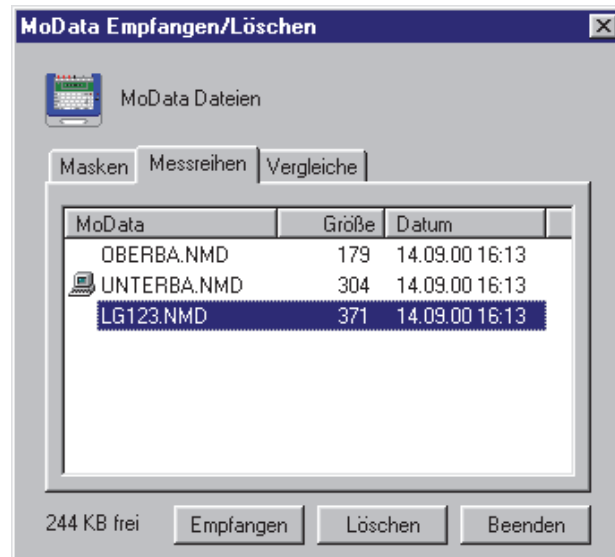 MoData Empfangen/Löschen
MoData Dateien
Masken Messreihen Vergleiche
MoData Größe Datum
OBERBA.NMD 179 14.09.00 16:13
UNTERBA.NMD 304 14.09.00 16:13
LG123.NMD 371 14.09.00 16:13
244 KB frei Empfangen Löschen Beenden